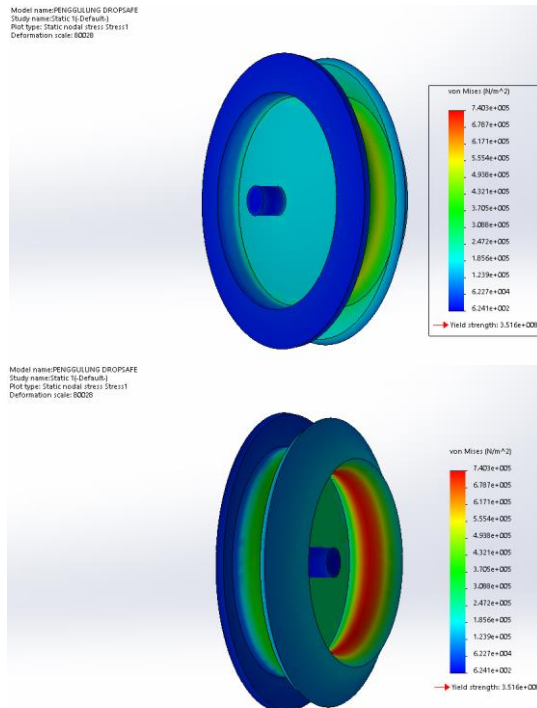 Model name:PENGGULUNG DROPSAFE
Study name:Static 1(-Default-)
Plot type: Static nodal stress Stress1
Deformation scale: 80028
von Mises (N/m^2)
7.403e+005
6.787e+005
6.171e+005
5.554e+005
4.938e+005
4.321e+005
3.705e+005
3.088e+005
2.472e+005
1.856e+005
1.239e+005
6.227e+004
6.241e+002
Yield strength: 3.516e+008
Model name:PENGGULUNG DROPSAFE
Study name:Static 1(-Default-)
Plot type: Static nodal stress Stress1
Deformation scale: 80028
von Mises (N/m^2)
7.403e+005
6.787e+005
6.171e+005
5.554e+005
4.938e+005
4.321e+005
3.705e+005
3.088e+005
2.472e+005
1.856e+005
1.239e+005
6.227e+004
6.241e+002
Yield strength: 3.516e+008